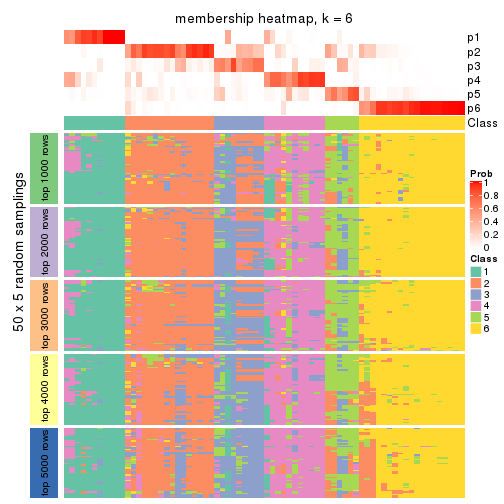 membership heatmap, k = 6
p1
p2
p3
p4
p5
p6
Class
50 x 5 random samplings
top 1000 rows
top 2000 rows
top 3000 rows
top 4000 rows
top 5000 rows
Prob
1
0.8
0.6
0.4
0.2
0
Class
1
2
3
4
5
6